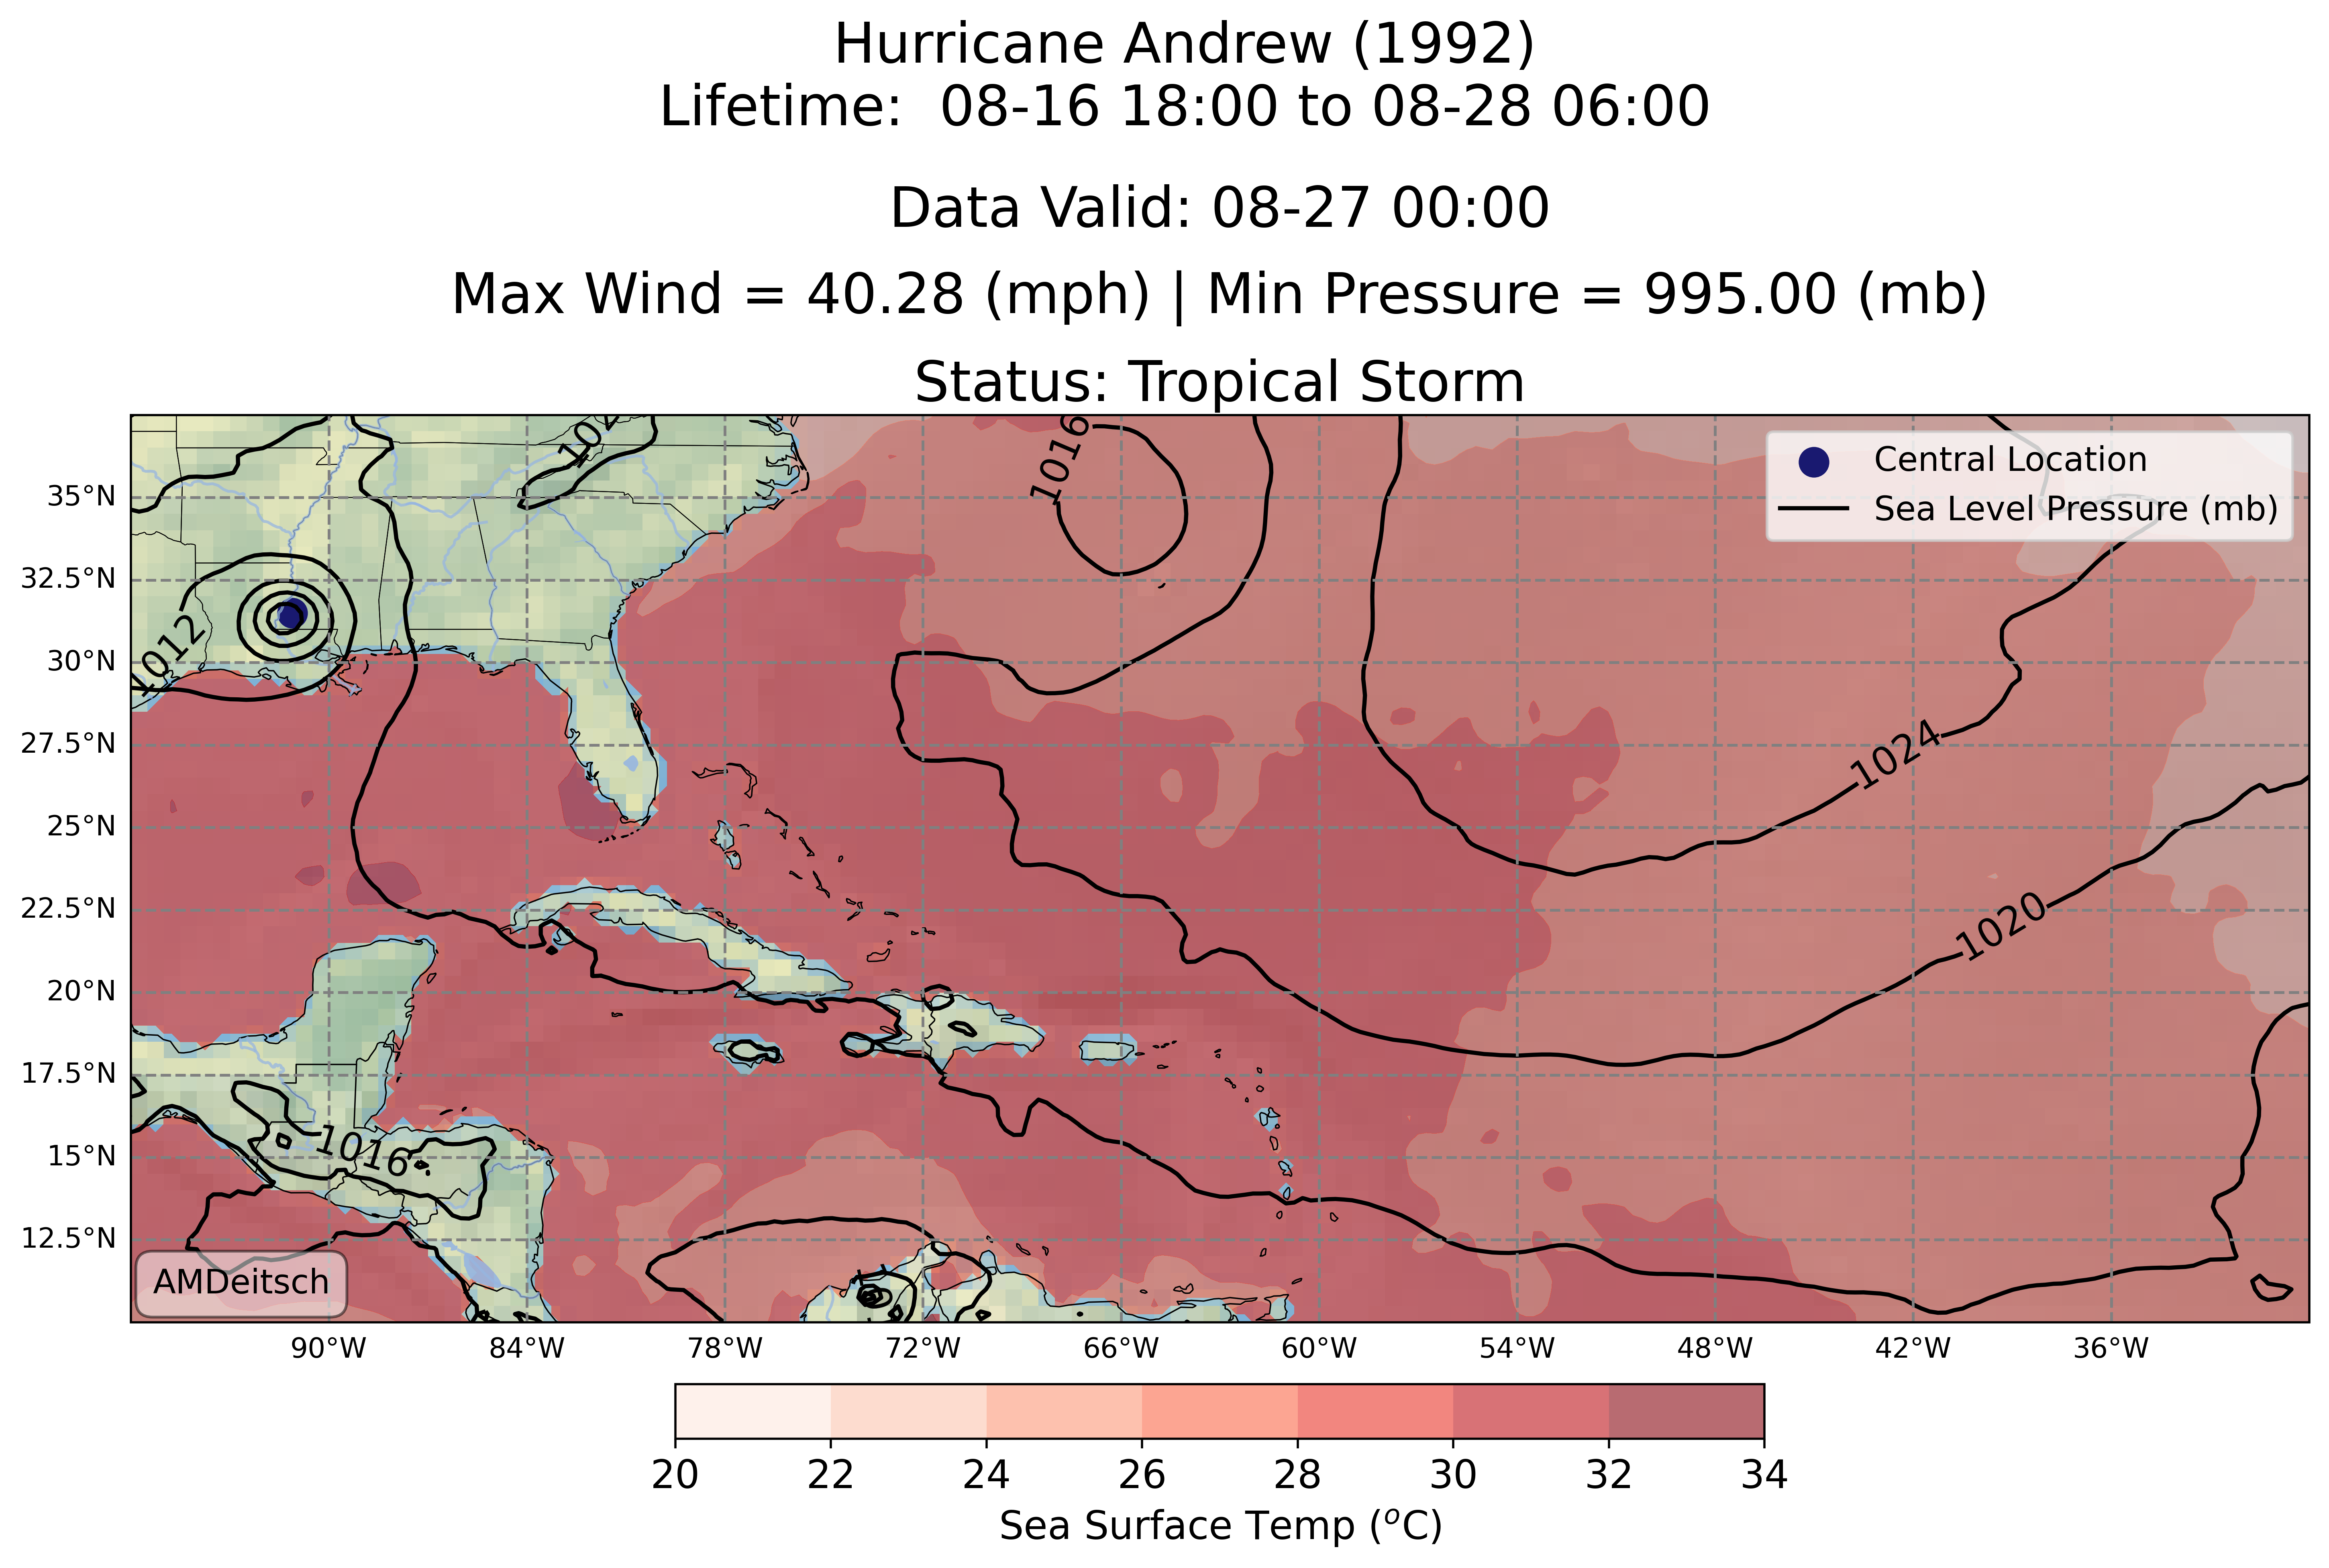 Hurricane Andrew (1992)
Lifetime:  08-16 18:00 to 08-28 06:00
Data Valid: 08-27 00:00
Max Wind = 40.28 (mph) | Min Pressure = 995.00 (mb)
Status: Tropical Storm
Central Location
Sea Level Pressure (mb)
1016
1012
1024
1020
1016
35°N
32.5°N
30°N
27.5°N
25°N
22.5°N
20°N
17.5°N
15°N
12.5°N
AMDeitsch
90°W 84°W 78°W 72°W 66°W 60°W 54°W 48°W 42°W 36°W
20 22 24 26 28 30 32 34
Sea Surface Temp (°C)